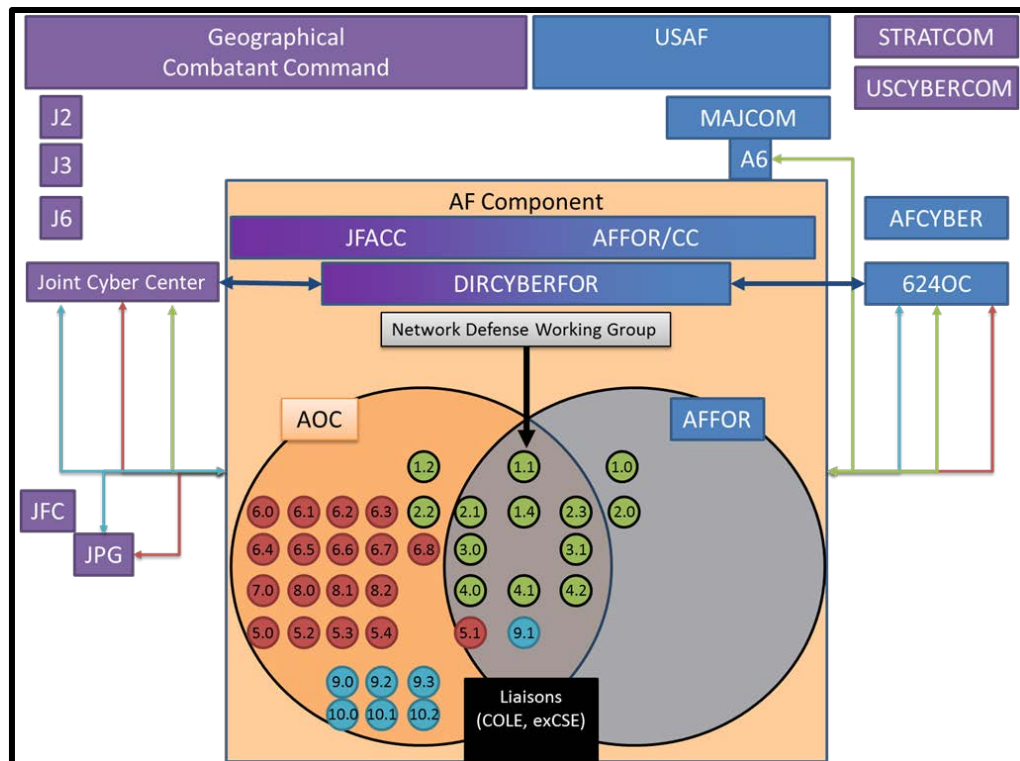 Geographical
Combatant Command
USAF
STRATCOM
USCYBERCOM
J2
MAJCOM
J3
A6
J6
AF Component
AFCYBER
JFACC
AFFOR/CC
Joint Cyber Center
DIRCYBERFOR
624OC
Network Defense Working Group
AOC
AFFOR
1.2
1.1
1.0
6.0 6.1 6.2 6.3 2.2 2.1 1.4 2.3 2.0
JFC
6.4 6.5 6.6 6.7 6.8 3.0 3.1
JPG
7.0 8.0 8.1 8.2 4.0 4.1 4.2
5.0 5.2 5.3 5.4 5.1 9.1
9.0 9.2 9.3
10.0 10.1 10.2
Liaisons
(COLE, exCSE)